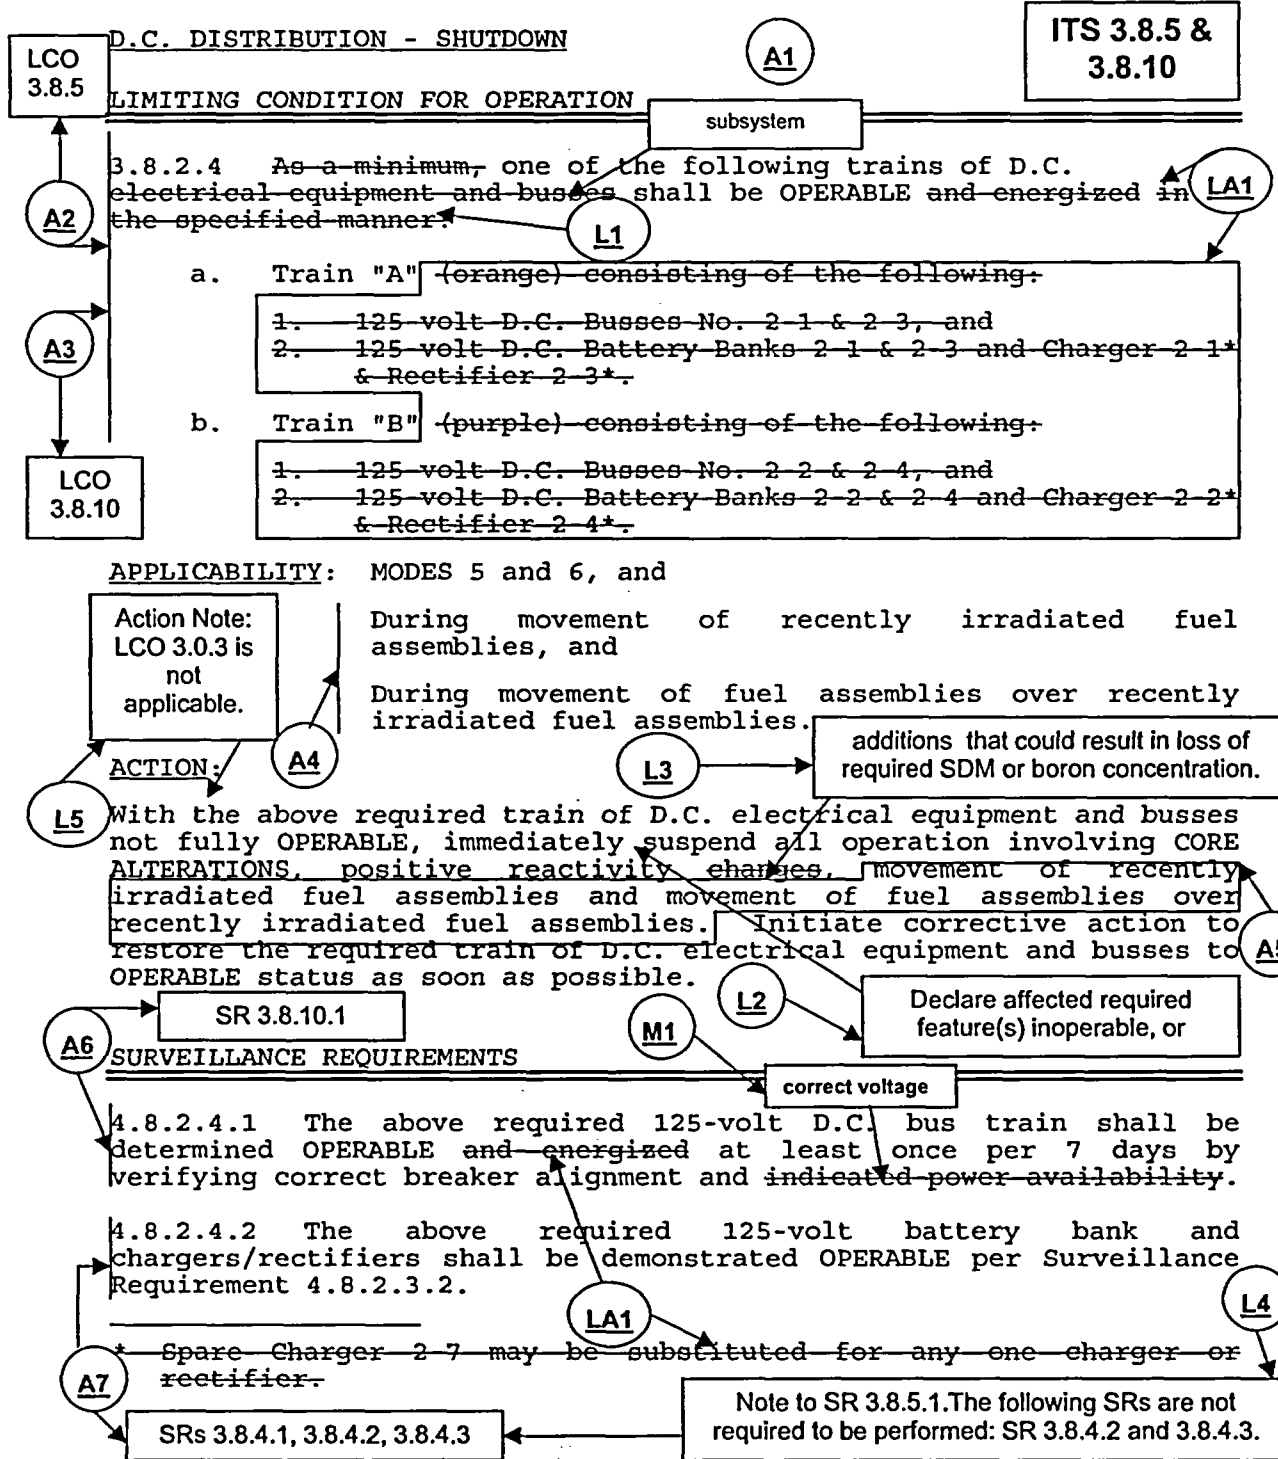 D.C. DISTRIBUTION - SHUTDOWN
ITS 3.8.5 &
3.8.10
LCO
3.8.5
A1
LIMITING CONDITION FOR OPERATION
subsystem
3.8.2.4 As a minimum, one of the following trains of D.C.
electrical equipment and busses shall be OPERABLE and energized in
the specified manner:
LA1
A2
L1
a. Train "A" (orange) consisting of the following:
1. 125-volt D.C. Busses No. 2-1 & 2-3, and
2. 125-volt D.C. Battery Banks 2-1 & 2-3 and Charger 2-1*
& Rectifier 2-3*.
A3
b. Train "B" (purple) consisting of the following:
1. 125-volt D.C. Busses No. 2-2 & 2-4, and
2. 125-volt D.C. Battery Banks 2-2 & 2-4 and Charger 2-2*
& Rectifier 2-4*.
LCO
3.8.10
APPLICABILITY: MODES 5 and 6, and
Action Note:
LCO 3.0.3 is
not
applicable.
During movement of recently irradiated fuel
assemblies, and
During movement of fuel assemblies over recently
irradiated fuel assemblies.
A4
L3
additions that could result in loss of
required SDM or boron concentration.
ACTION:
L5
With the above required train of D.C. electrical equipment and busses
not fully OPERABLE, immediately suspend all operation involving CORE
ALTERATIONS, positive reactivity changes, movement of recently
irradiated fuel assemblies and movement of fuel assemblies over
recently irradiated fuel assemblies. Initiate corrective action to
restore the required train of D.C. electrical equipment and busses to
OPERABLE status as soon as possible.
A5
L2
Declare affected required
feature(s) inoperable, or
SR 3.8.10.1
A6
M1
SURVEILLANCE REQUIREMENTS
correct voltage
4.8.2.4.1 The above required 125-volt D.C. bus train shall be
determined OPERABLE and energized at least once per 7 days by
verifying correct breaker alignment and indicated power availability.
4.8.2.4.2 The above required 125-volt battery bank and
chargers/rectifiers shall be demonstrated OPERABLE per Surveillance
Requirement 4.8.2.3.2.
LA1
L4
* Spare Charger 2-7 may be substituted for any one charger or
rectifier.
A7
Note to SR 3.8.5.1.The following SRs are not
required to be performed: SR 3.8.4.2 and 3.8.4.3.
SRs 3.8.4.1, 3.8.4.2, 3.8.4.3